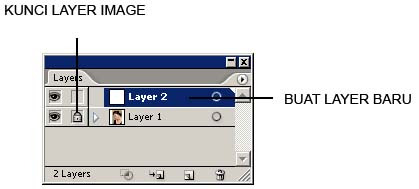 KUNCI LAYER IMAGE
Layers
Layer 2
BUAT LAYER BARU
Layer 1
2 Layers